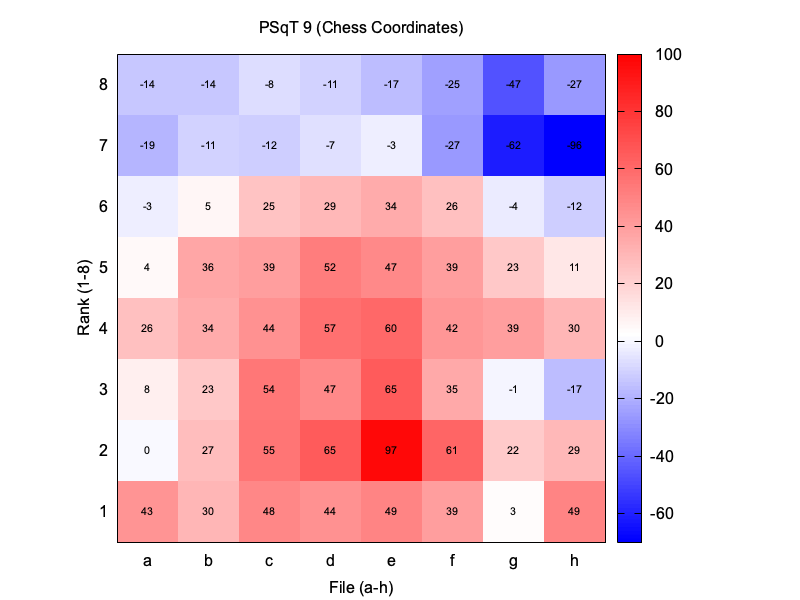 PSqT 9 (Chess Coordinates)
8 -14 -14 -8 -11 -17 -25 -47 -27
7 -19 -11 -12 -7 -3 -27 -62
6 -3 5 25 29 34 26 -4 -12
5 4 36 39 52 47 39 23 11
4 26 34 44 57 60 42 39 30
3 8 23 54 47 65 35 -1 -17
2 0 27 55 65 97 61 22 29
1 43 30 48 44 49 39 3 49
a b c d e f g h
File (a-h)
Rank (1-8)
100
80
60
40
20
0
-20
-40
-60